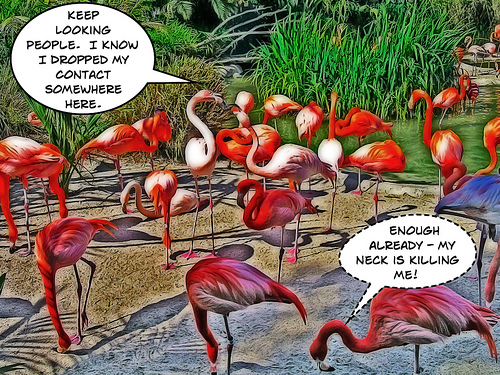 KEEP
LOOKING
PEOPLE. I KNOW
I DROPPED MY
CONTACT
SOMEWHERE
HERE.
ENOUGH
ALREADY - MY
NECK IS KILLING
ME!